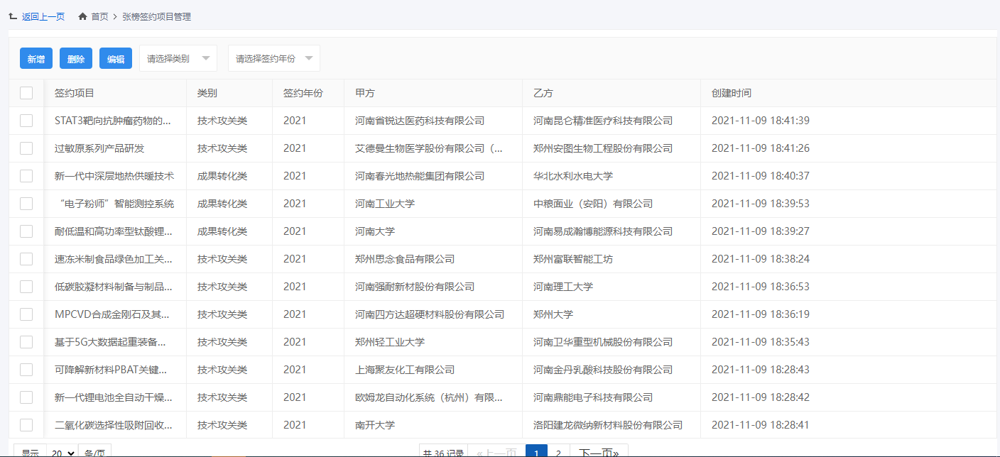 返回上一页 首页 > 张榜签约项目管理
新增 删除 编辑 请选择类别 请选择签约年份
签约项目 类别 签约年份 甲方 乙方 创建时间
STAT3靶向抗肿瘤药物的... 技术攻关类 2021 河南省锐达医药科技有限公司 河南昆仑精准医疗科技有限公司 2021-11-09 18:41:39
过敏原系列产品研发 技术攻关类 2021 艾德曼生物医学股份有限公司（... 郑州安图生物工程股份有限公司 2021-11-09 18:41:26
新一代中深层地热供暖技术 成果转化类 2021 河南春光地热能集团有限公司 华北水利水电大学 2021-11-09 18:40:37
“电子粉师”智能测控系统 成果转化类 2021 河南工业大学 中粮面业（安阳）有限公司 2021-11-09 18:39:53
耐低温和高功率型钛酸锂... 成果转化类 2021 河南大学 河南易成瀚博能源科技有限公司 2021-11-09 18:39:27
速冻米制食品绿色加工关... 技术攻关类 2021 郑州思念食品有限公司 郑州富联智能工坊 2021-11-09 18:38:24
低碳胶凝材料制备与制品... 技术攻关类 2021 河南强耐新材股份有限公司 河南理工大学 2021-11-09 18:36:53
MPCVD合成金刚石及其... 技术攻关类 2021 河南四方达超硬材料股份有限公司 郑州大学 2021-11-09 18:36:19
基于5G大数据起重装备... 技术攻关类 2021 郑州轻工业大学 河南卫华重型机械股份有限公司 2021-11-09 18:35:43
可降解新材料PBAT关键... 技术攻关类 2021 上海聚友化工有限公司 河南金丹乳酸科技股份有限公司 2021-11-09 18:28:43
新一代锂电池全自动干燥... 技术攻关类 2021 欧姆龙自动化系统（杭州）有限... 河南鼎能电子科技有限公司 2021-11-09 18:28:42
二氧化碳选择性吸附回收... 技术攻关类 2021 南开大学 洛阳建龙微纳新材料股份有限公司 2021-11-09 18:28:41
显示 20 条/页 共 36 记录 «上一页 1 2 下一页»